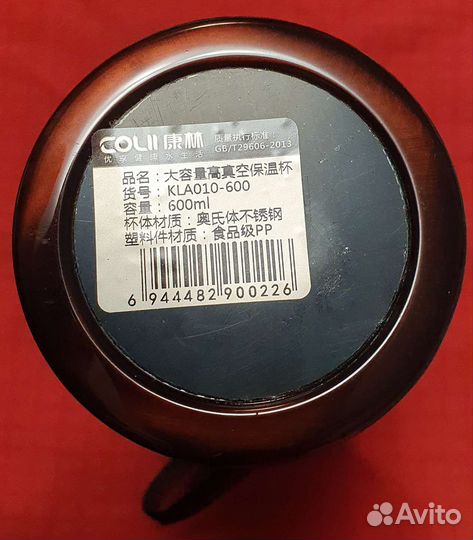 COLII 康林
优享健康水生活
质量执行标准：
GB/T29606-2013
品名：大容量高真空保温杯
货号：KLA010-600
容量：600ml
杯体材质：奥氏体不锈钢
塑料件材质：食品级PP
6 944482 900226
Avito